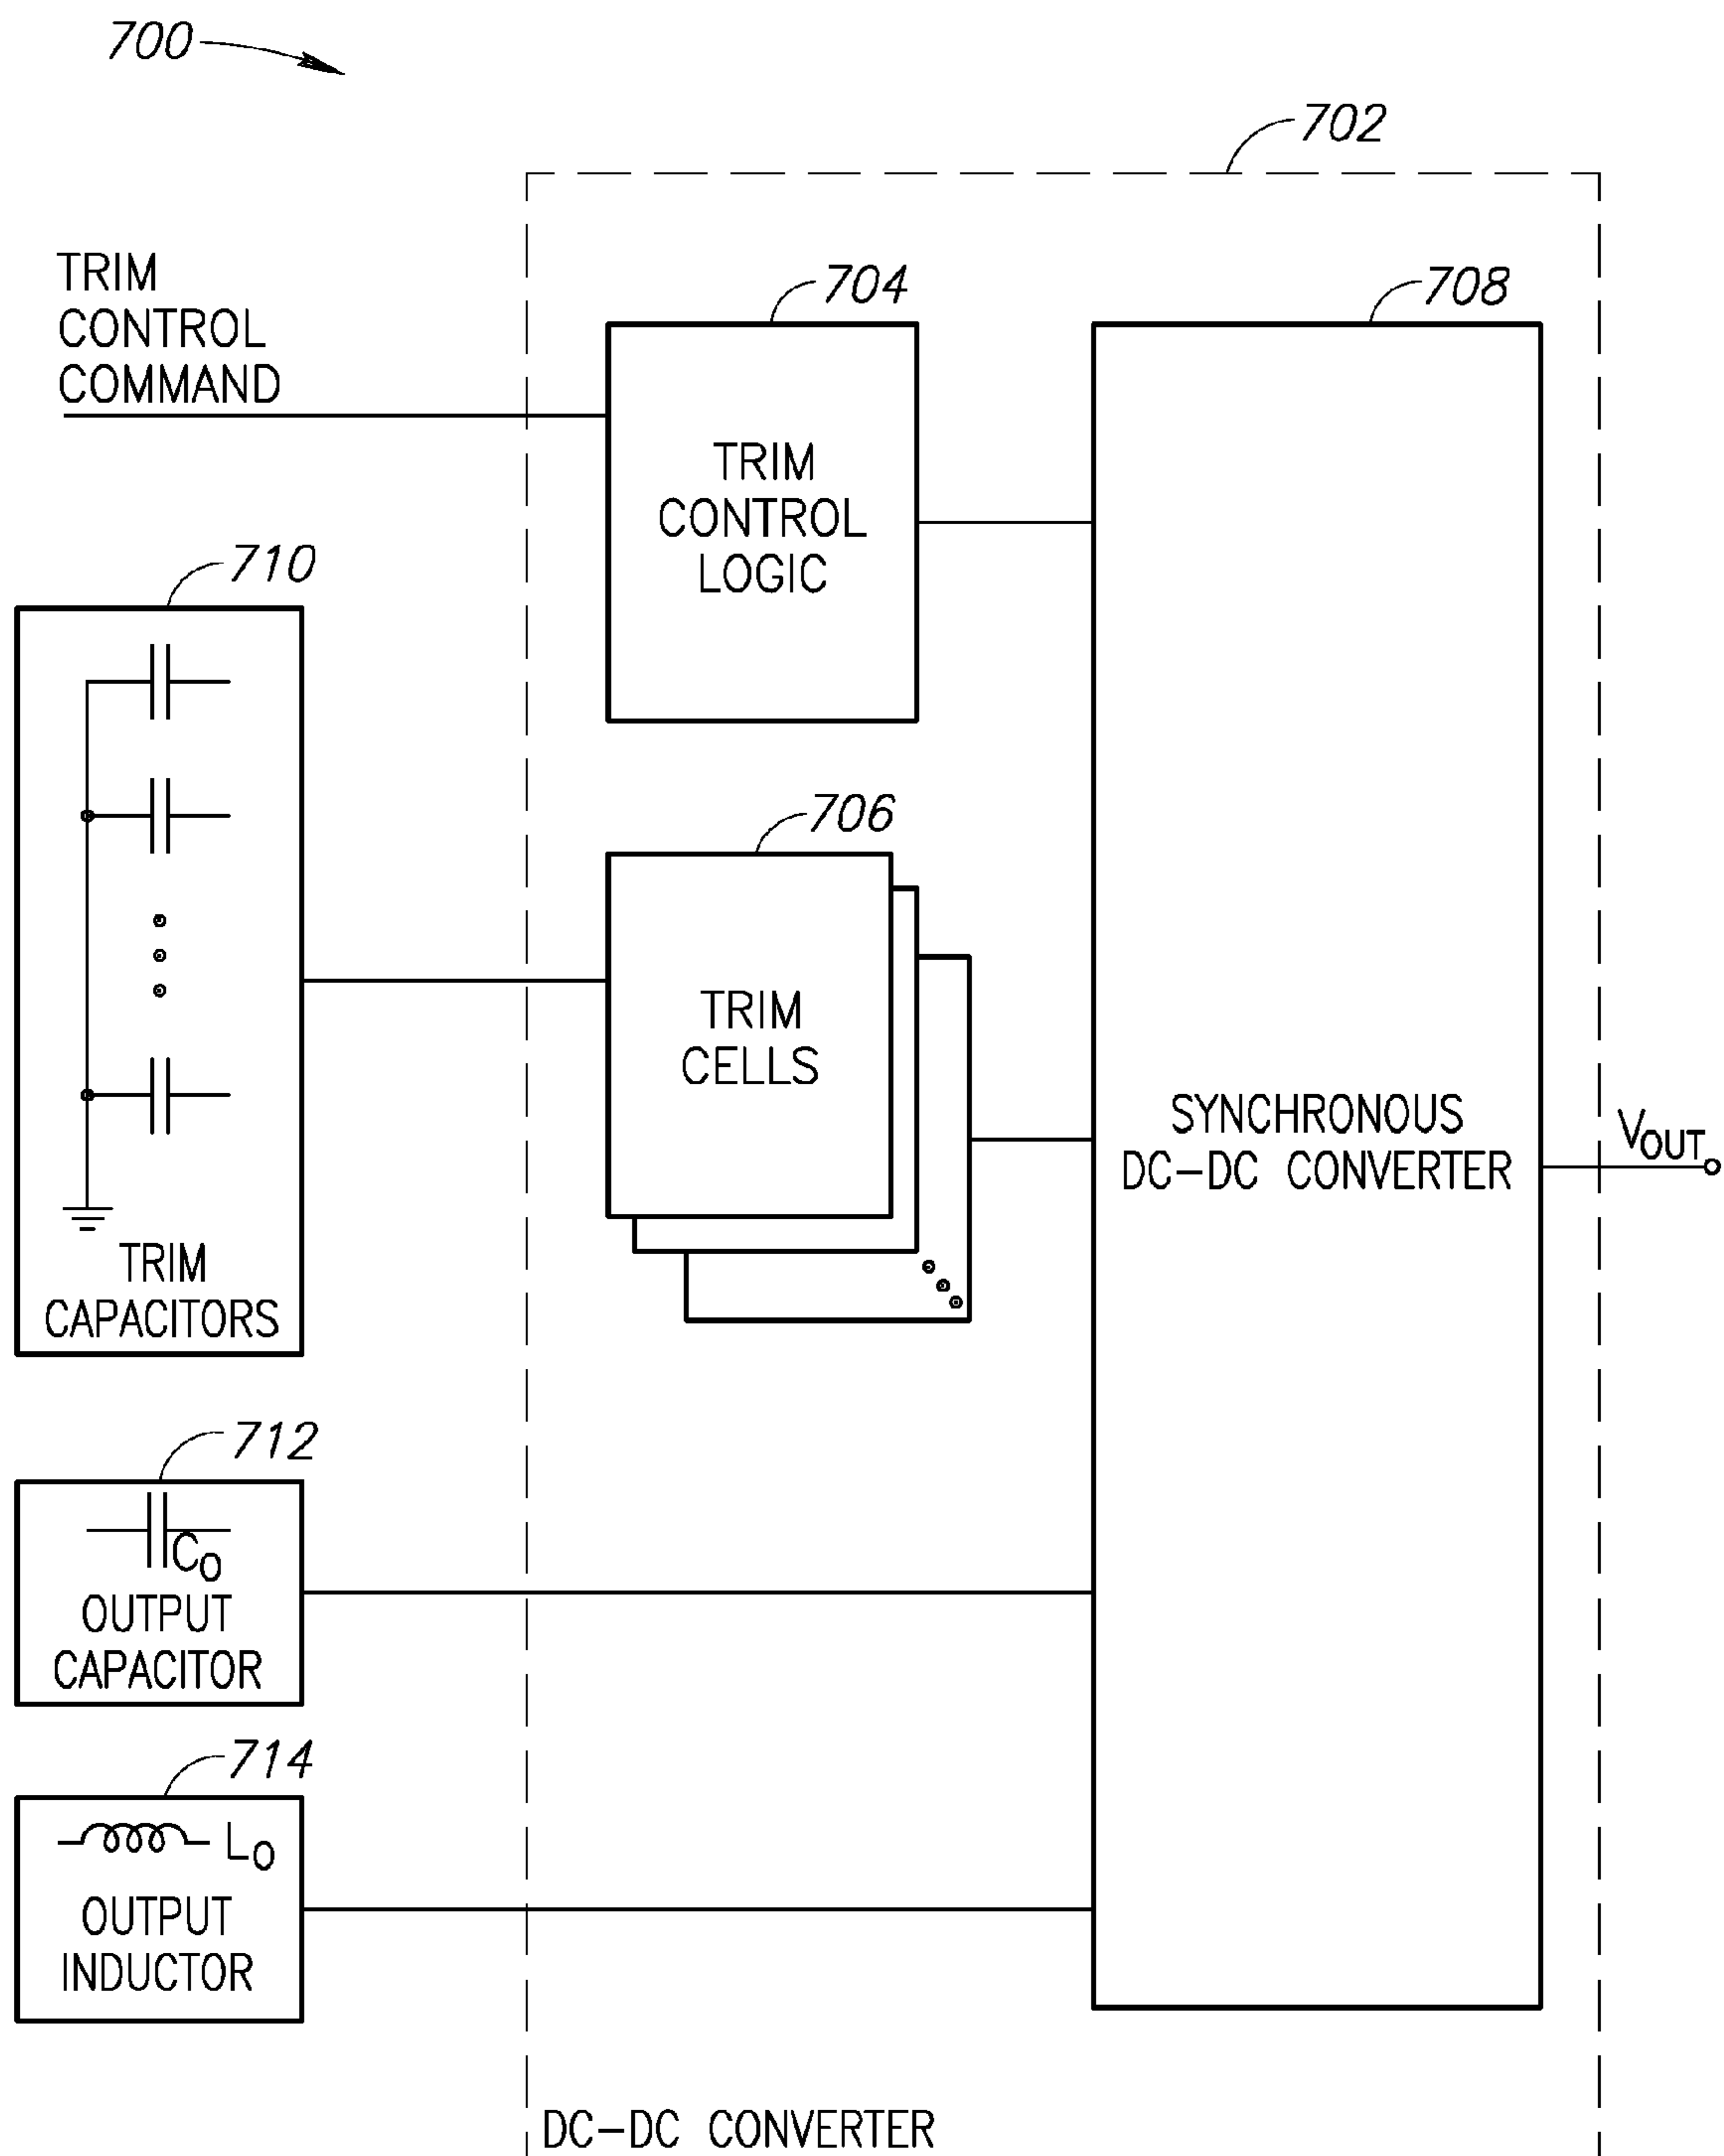 700
702
TRIM
CONTROL
COMMAND
704
TRIM
CONTROL
LOGIC
708
SYNCHRONOUS
DC–DC CONVERTER
VOUT
710
TRIM
CAPACITORS
706
TRIM
CELLS
712
CO
OUTPUT
CAPACITOR
714
LO
OUTPUT
INDUCTOR
DC–DC CONVERTER